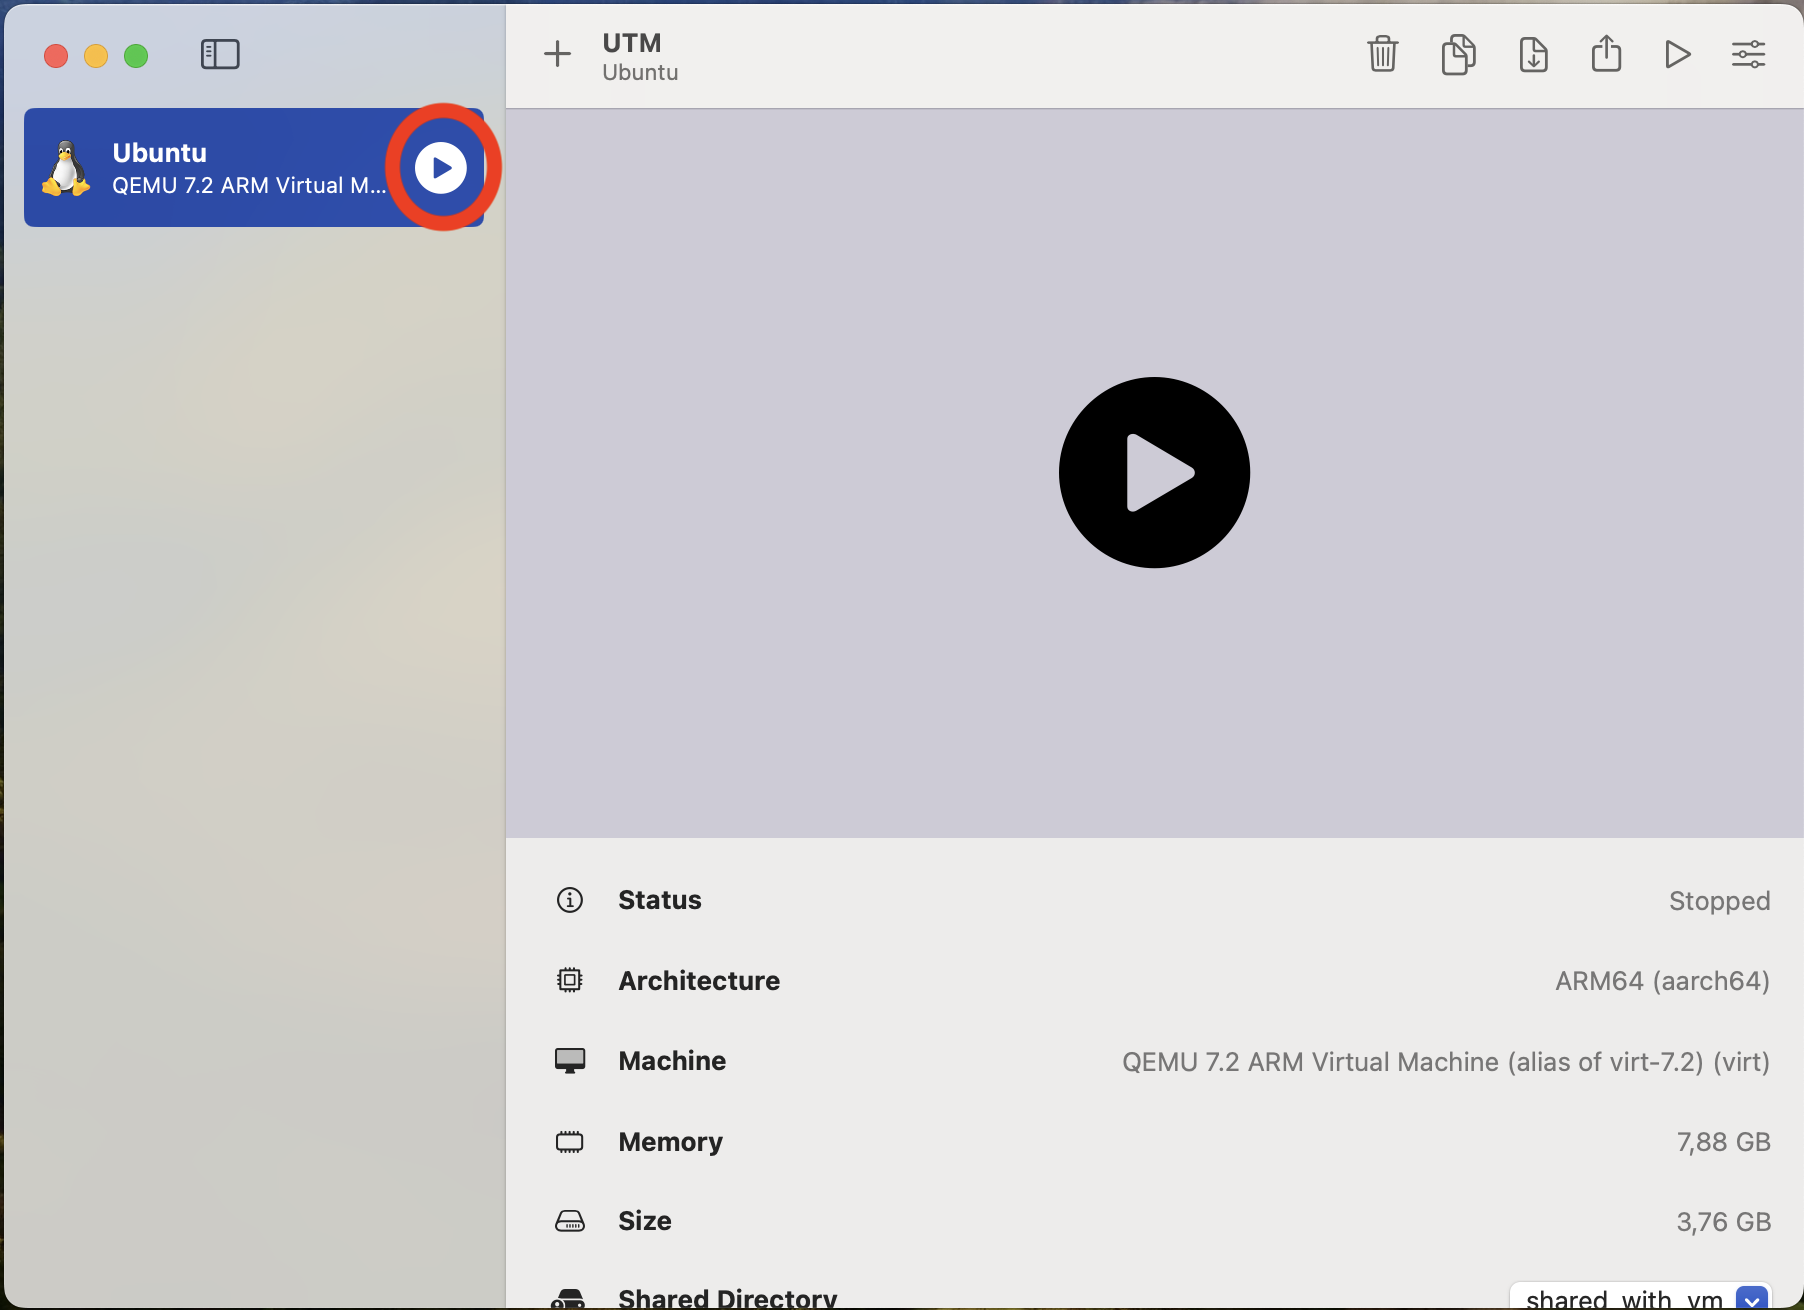 UTM
Ubuntu
Ubuntu
QEMU 7.2 ARM Virtual M...
Status
Stopped
Architecture
ARM64 (aarch64)
Machine
QEMU 7.2 ARM Virtual Machine (alias of virt-7.2) (virt)
Memory
7,88 GB
Size
3,76 GB
Shared Directory
shared_with_vm